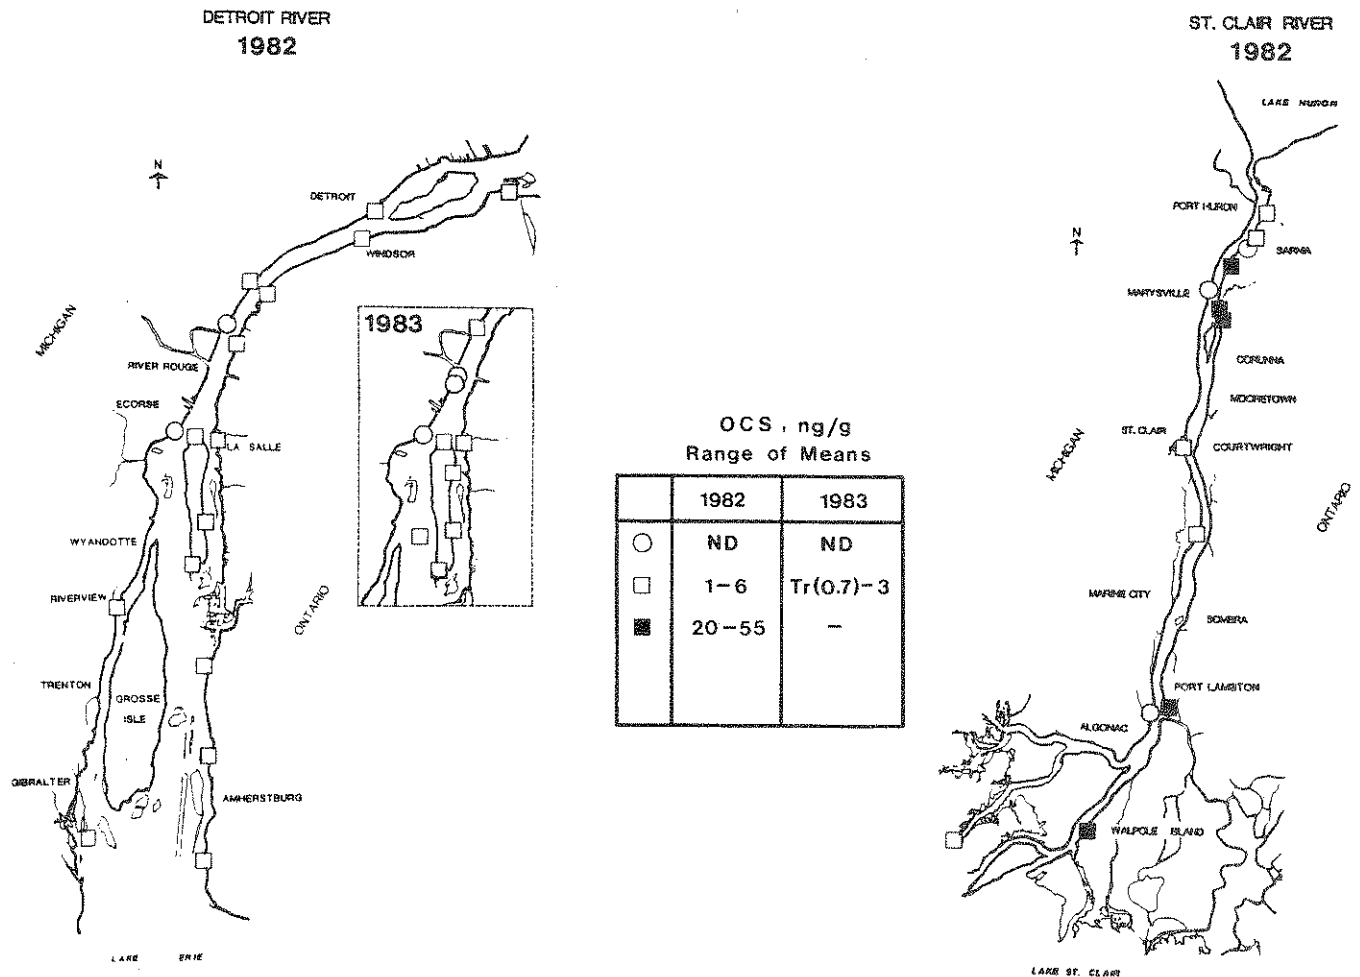 DETROIT RIVER
1982
N
DETROIT
WINDSOR
MICHIGAN
RIVER ROUGE
ECORSE
LA SALLE
WYANDOTTE
RIVERVIEW
ONTARIO
TRENTON
GROSSE
ISLE
GIBRALTER
AMHERSTBURG
LAKE ERIE
1983
OCS, ng/g
Range of Means
1982 1983
ND ND
1-6 Tr(0.7)-3
20-55 -
ST. CLAIR RIVER
1982
LAKE HURON
PORT HURON
N
SARNIA
MARYSVILLE
CORUNNA
MOORETOWN
ST. CLAIR
COURTWRIGHT
MICHIGAN
ONTARIO
MARINE CITY
SOMBRA
PORT LAMBTON
ALGONAC
WALPOLE ISLAND
LAKE ST. CLAIR